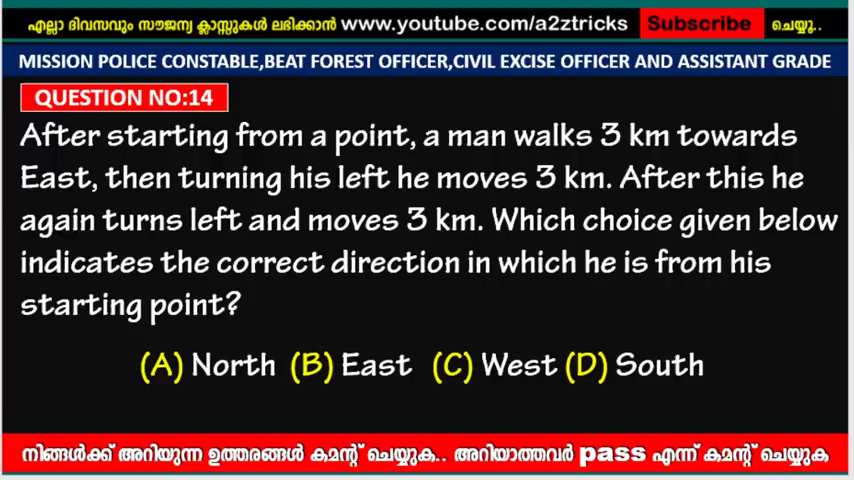 എല്ലാ ദിവസവും സൗജന്യ ക്ലാസ്സുകൾ ലഭിക്കാൻ www.youtube.com/a2ztricks Subscribe ചെയ്യൂ..
MISSION POLICE CONSTABLE,BEAT FOREST OFFICER,CIVIL EXCISE OFFICER AND ASSISTANT GRADE
QUESTION NO:14
After starting from a point, a man walks 3 km towards
East, then turning his left he moves 3 km. After this he
again turns left and moves 3 km. Which choice given below
indicates the correct direction in which he is from his
starting point?
(A) North (B) East (C) West (D) South
നിങ്ങൾക്ക് അറിയുന്ന ഉത്തരങ്ങൾ കമന്റ് ചെയ്യുക.. അറിയാത്തവർ pass എന്ന് കമന്റ് ചെയ്യുക